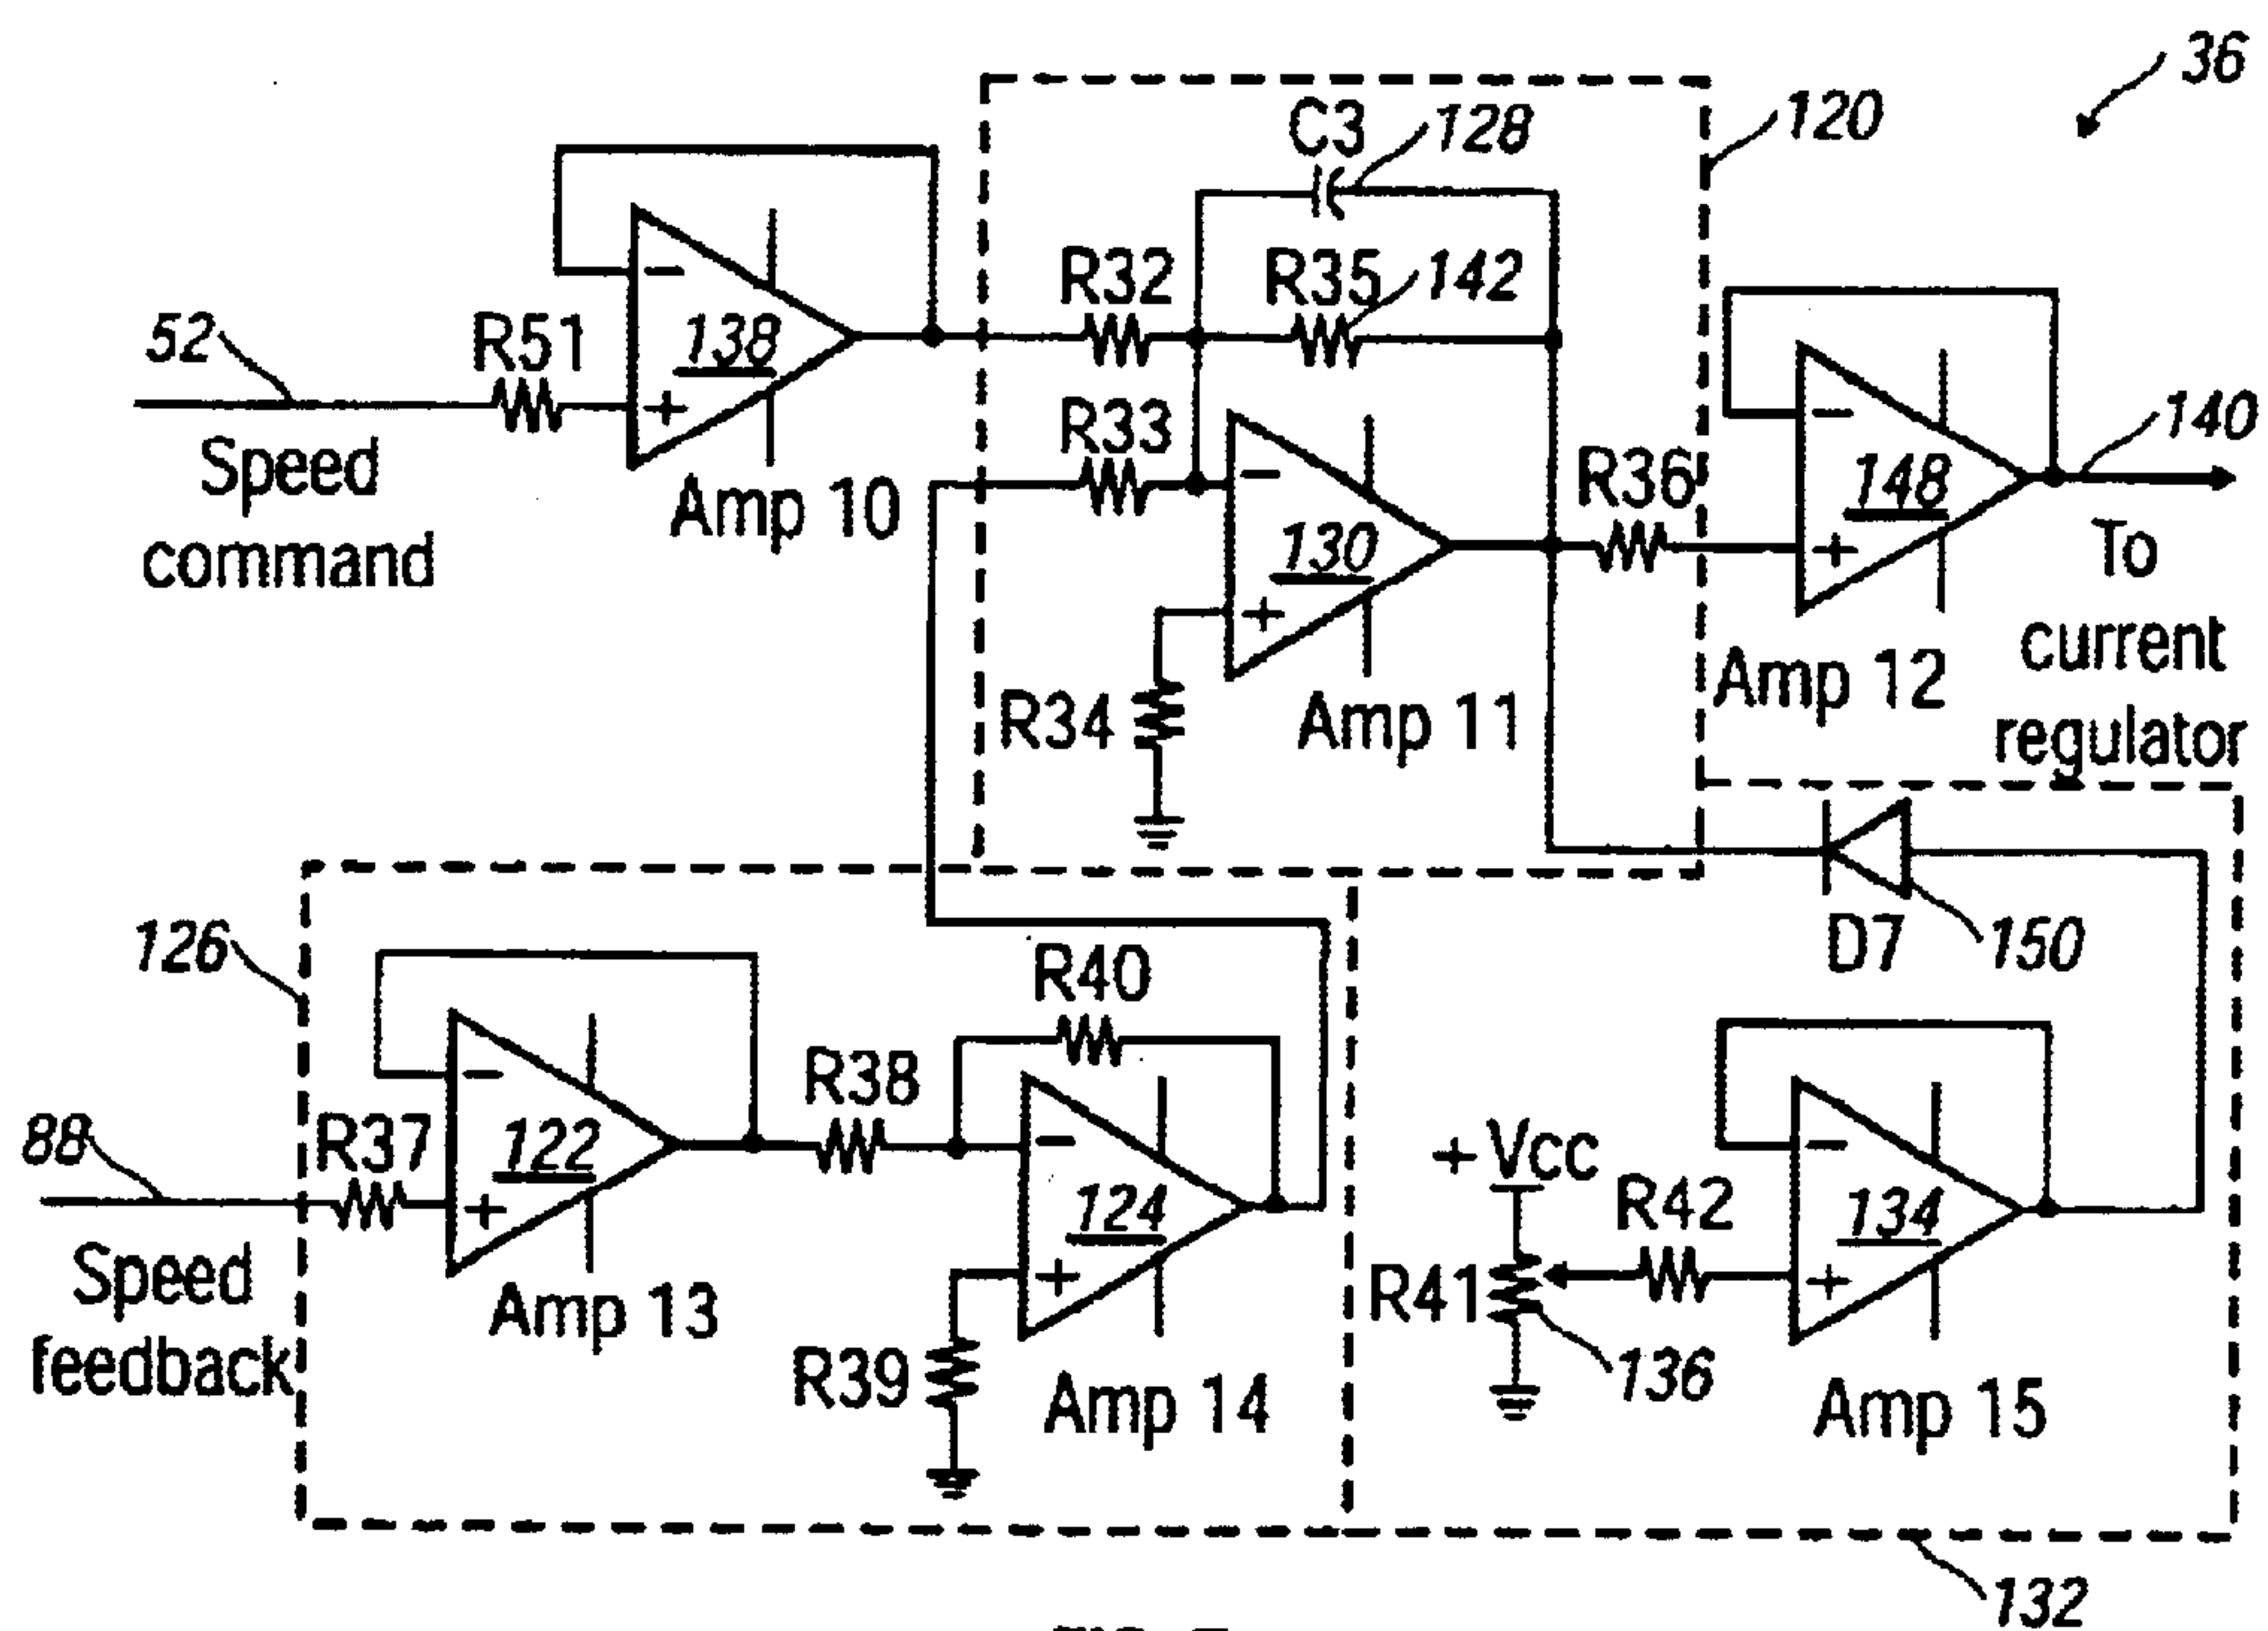 36
120
C3
128
R32
R35
142
52
R51
138
-
+
Speed
command
Amp 10
R33
130
-
+
R34
Amp 11
R36
148
-
+
Amp 12
140
To
current
regulator
126
D7
150
88
R37
122
-
+
Speed
feedback
Amp 13
R38
R40
124
-
+
R39
Amp 14
+Vcc
R41
136
R42
134
-
+
Amp 15
132